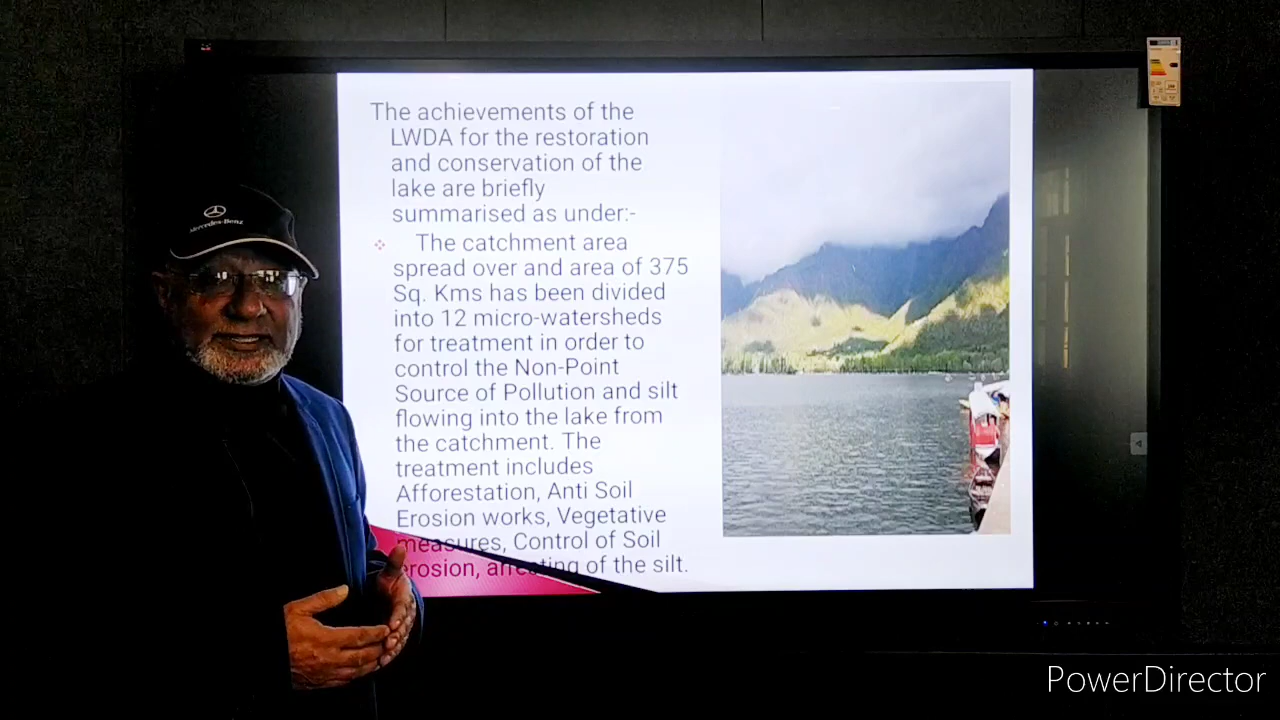 The achievements of the
LWDA for the restoration
and conservation of the
lake are briefly
summarised as under:-
The catchment area
spread over and area of 375
Sq. Kms has been divided
into 12 micro-watersheds
for treatment in order to
control the Non-Point
Source of Pollution and silt
flowing into the lake from
the catchment. The
treatment includes
Afforestation, Anti Soil
Erosion works, Vegetative
measures, Control of Soil
erosion, arresting of the silt.
Mercedes-Benz
PowerDirector